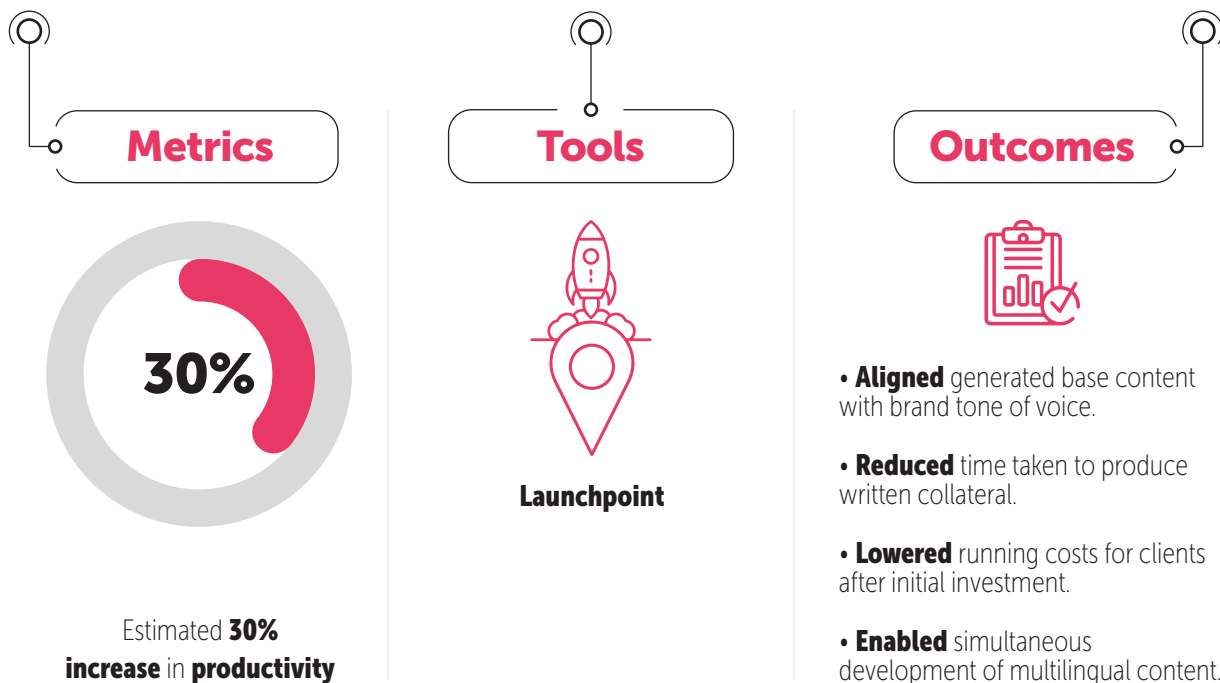 Metrics
30%
Estimated 30%
increase in productivity
Tools
Launchpoint
Outcomes
• Aligned generated base content
with brand tone of voice.
• Reduced time taken to produce
written collateral.
• Lowered running costs for clients
after initial investment.
• Enabled simultaneous
development of multilingual content.